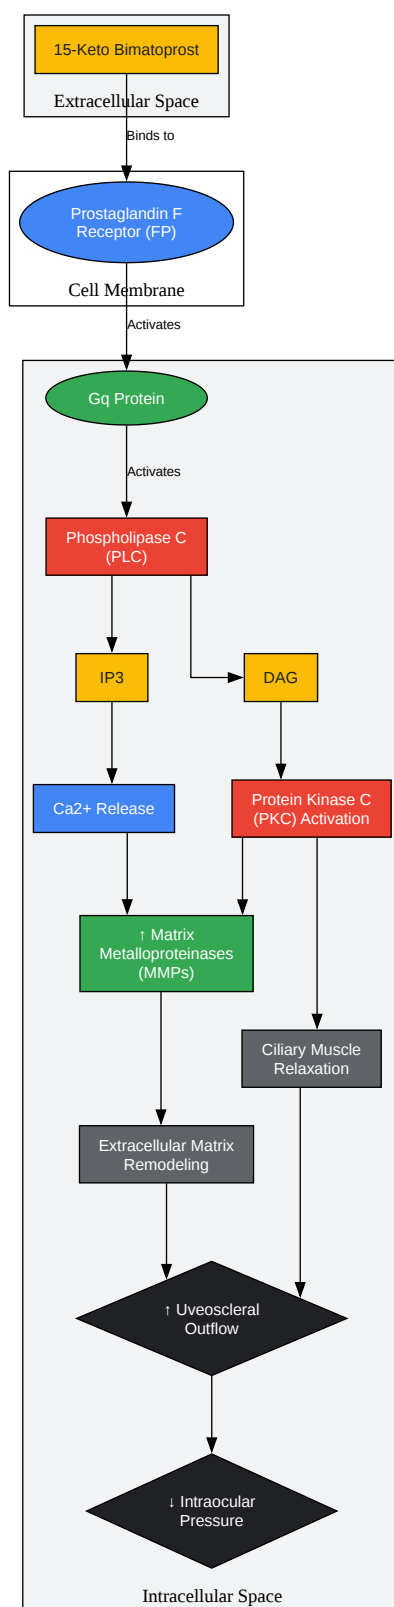 15-Keto Bimatoprost
Extracellular Space
Binds to
Prostaglandin F
Receptor (FP)
Cell Membrane
Activates
Gq Protein
Activates
Phospholipase C
(PLC)
IP3
DAG
Ca2+ Release
Protein Kinase C
(PKC) Activation
↑ Matrix
Metalloproteinases
(MMPs)
Ciliary Muscle
Relaxation
Extracellular Matrix
Remodeling
↑ Uveoscleral
Outflow
↓ Intraocular
Pressure
Intracellular Space